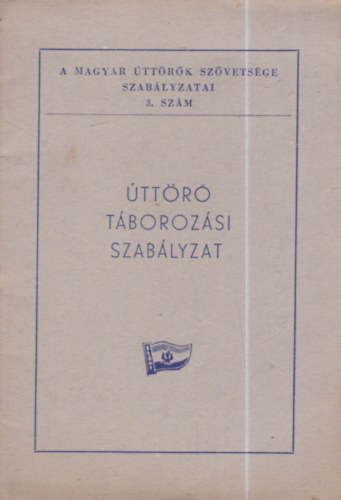 A MAGYAR ÚTTÖRŐK SZÖVETSÉGE
SZABÁLYZATAI
3. SZÁM
ÚTTÖRŐ
TÁBOROZÁSI
SZABÁLYZAT